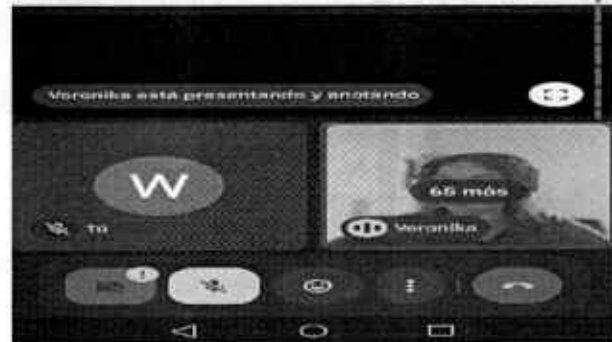 Veronika está presentando y anotando
W
65 más
tú
Veronika